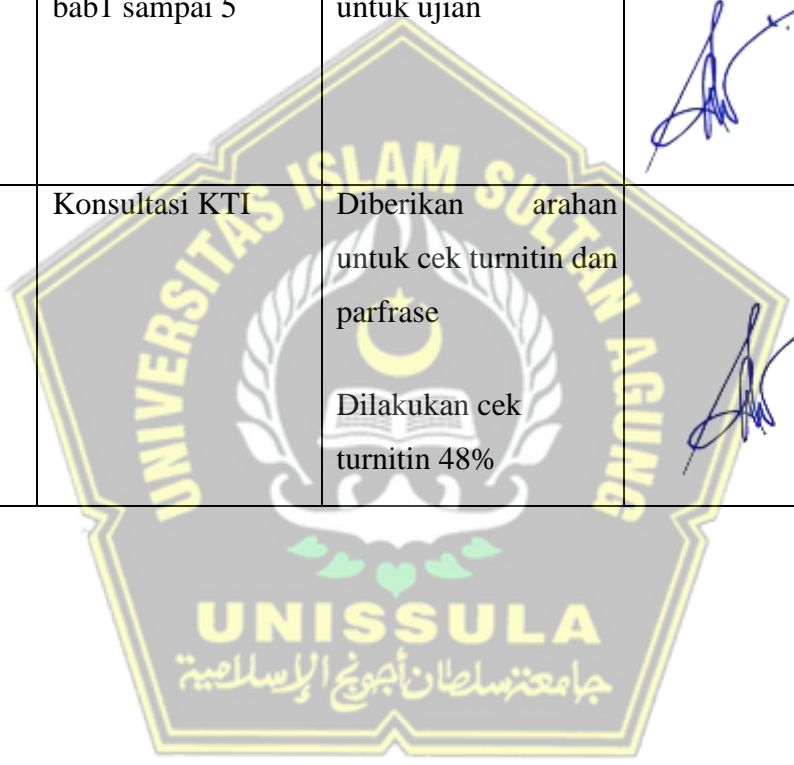 bab1 sampai 5
untuk ujian
Konsultasi KTI
Diberikan arahan
untuk cek turnitin dan
parfrase
Dilakukan cek
turnitin 48%
UNIVERSITAS ISLAM SULTAN AGUNG
UNISSULA
جامعة سلطان أجونج الإسلامية